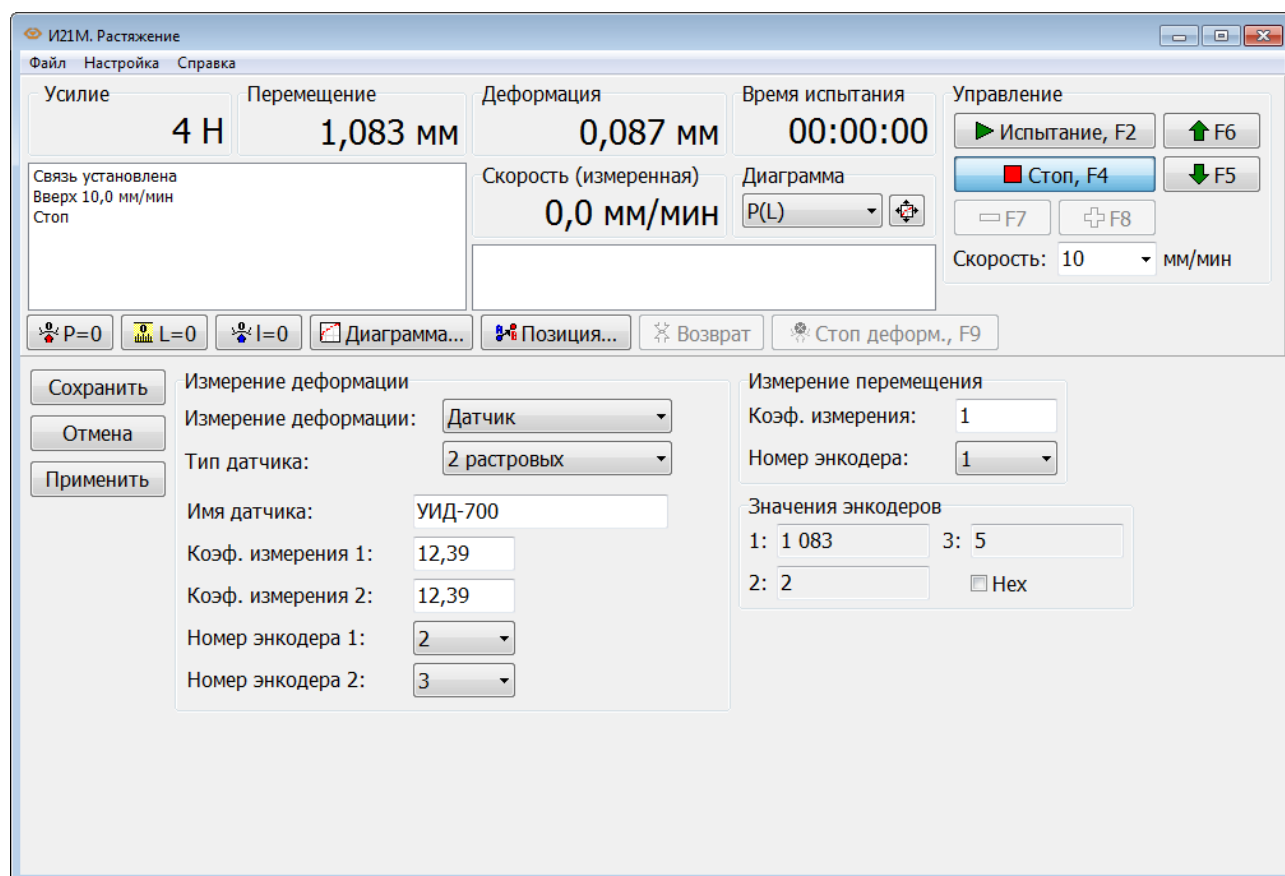 И21М. Растяжение
Файл Настройка Справка
Усилие
4 Н
Перемещение
1,083 мм
Деформация
0,087 мм
Время испытания
00:00:00
Управление
Испытание, F2
F6
Стоп, F4
F5
F7
F8
Скорость: 10 мм/мин
Связь установлена
Вверх 10,0 мм/мин
Стоп
Скорость (измеренная)
0,0 мм/мин
Диаграмма
P(L)
P=0
L=0
l=0
Диаграмма...
Позиция...
Возврат
Стоп деформ., F9
Сохранить
Отмена
Применить
Измерение деформации
Измерение деформации: Датчик
Тип датчика: 2 растровых
Имя датчика: УИД-700
Коэф. измерения 1: 12,39
Коэф. измерения 2: 12,39
Номер энкодера 1: 2
Номер энкодера 2: 3
Измерение перемещения
Коэф. измерения: 1
Номер энкодера: 1
Значения энкодеров
1: 1 083 3: 5
2: 2 Hex